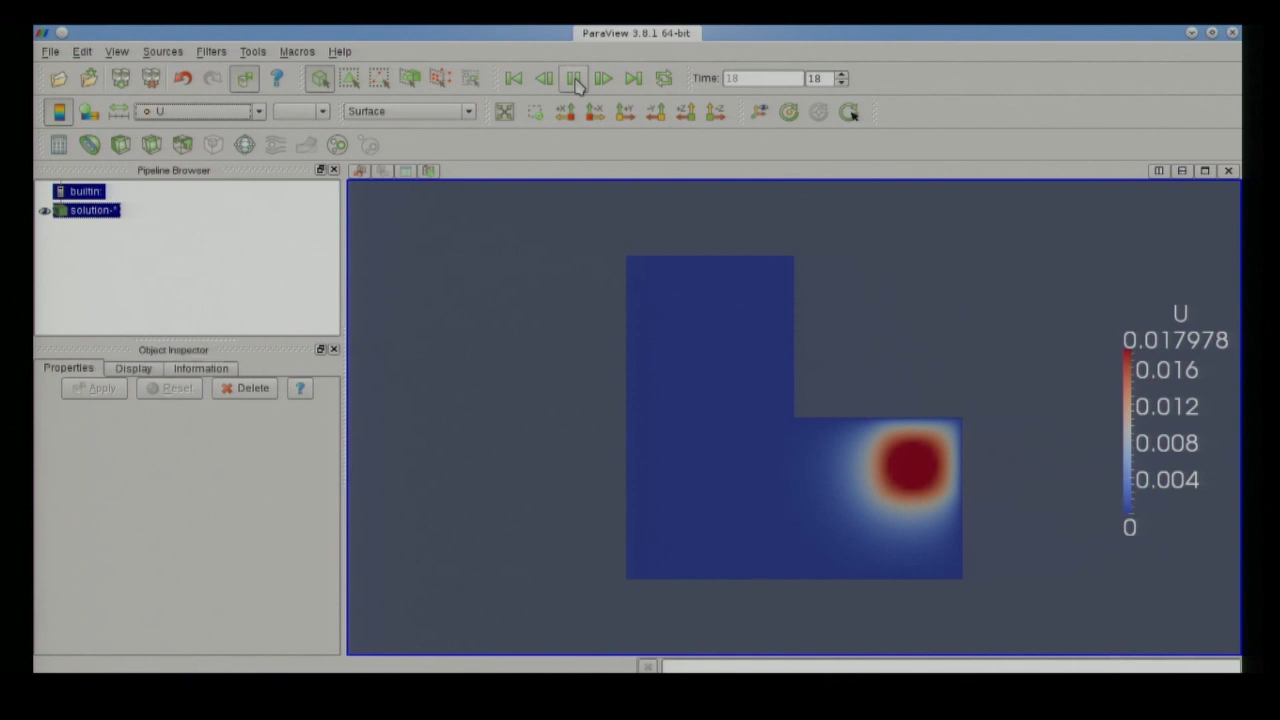 ParaView 3.8.1 64-bit
File Edit View Sources Filters Tools Macros Help
Time: 18 18
U Surface
+X -X +Y -Y +Z -Z
Pipeline Browser
builtin:
solution-*
Object Inspector
Properties Display Information
Apply Reset Delete ?
U
0.017978
0.016
0.012
0.008
0.004
0